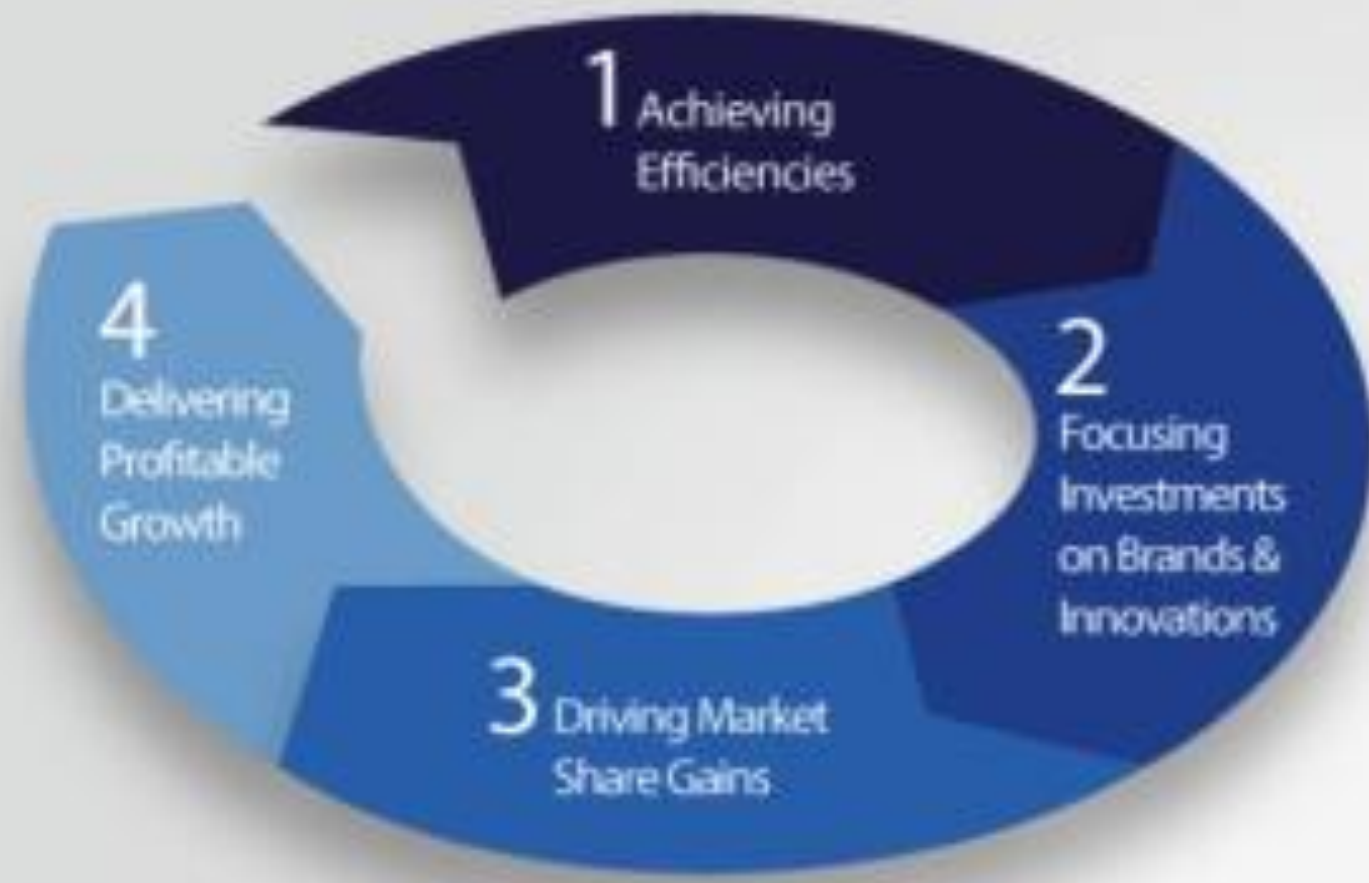 1 Achieving
Efficiencies
2
Focusing
Investments
on Brands &
Innovations
3 Driving Market
Share Gains
4
Delivering
Profitable
Growth